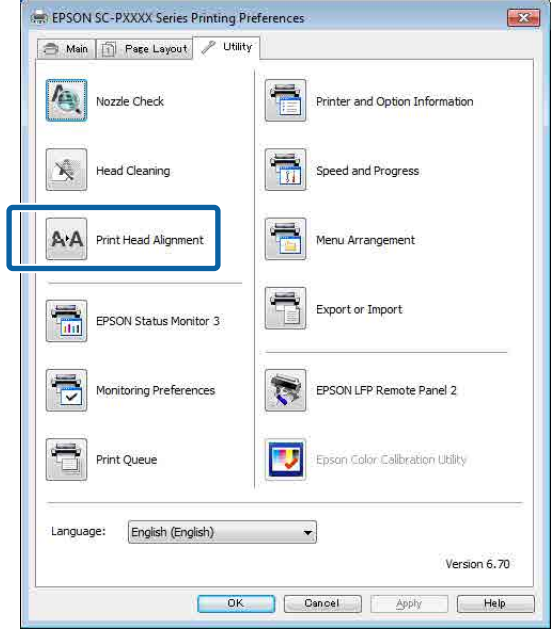 EPSON SC-PXXXX Series Printing Preferences
Main
Page Layout
Utility
Nozzle Check
Printer and Option Information
Head Cleaning
Speed and Progress
A A Print Head Alignment
Menu Arrangement
EPSON Status Monitor 3
Export or Import
Monitoring Preferences
EPSON LFP Remote Panel 2
Print Queue
Epson Color Calibration Utility
Language: English (English)
Version 6.70
OK Cancel Apply Help